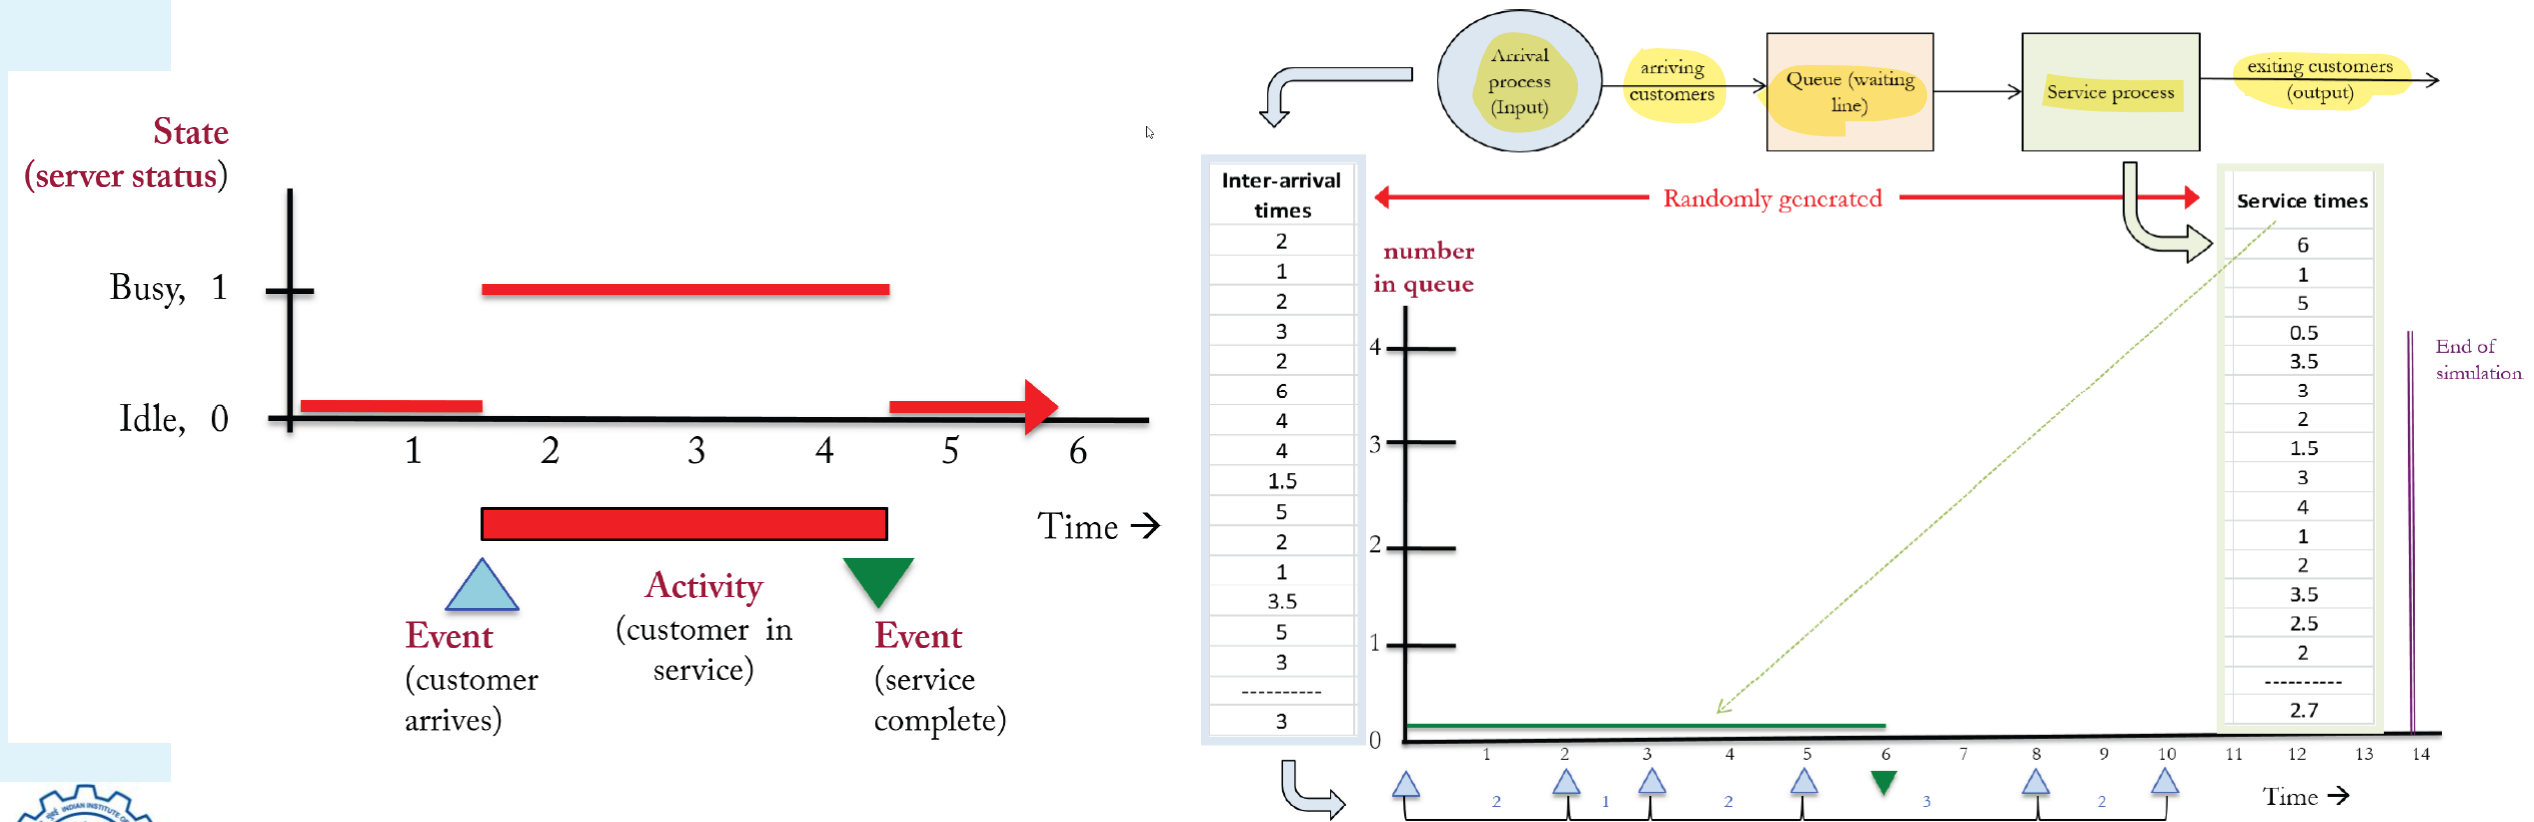 State
(server status)
Busy, 1
Idle, 0
1 2 3 4 5 6
Time →
Event
(customer
arrives)
Activity
(customer in
service)
Event
(service
complete)
INDIAN INSTITUTE OF
Arrival
process
(Input)
arriving
customers
Queue (waiting
line)
Service process
exiting customers
(output)
Inter-arrival
times
2
1
2
3
2
6
4
4
1.5
5
2
1
3.5
5
3
----------
3
Randomly generated
number
in queue
4
3
2
1
0
Service times
6
1
5
0.5
3.5
3
2
1.5
3
4
1
2
3.5
2.5
2
----------
2.7
End of
simulation
1 2 3 4 5 6 7 8 9 10 11 12 13 14
2 1 2 3 2
Time →